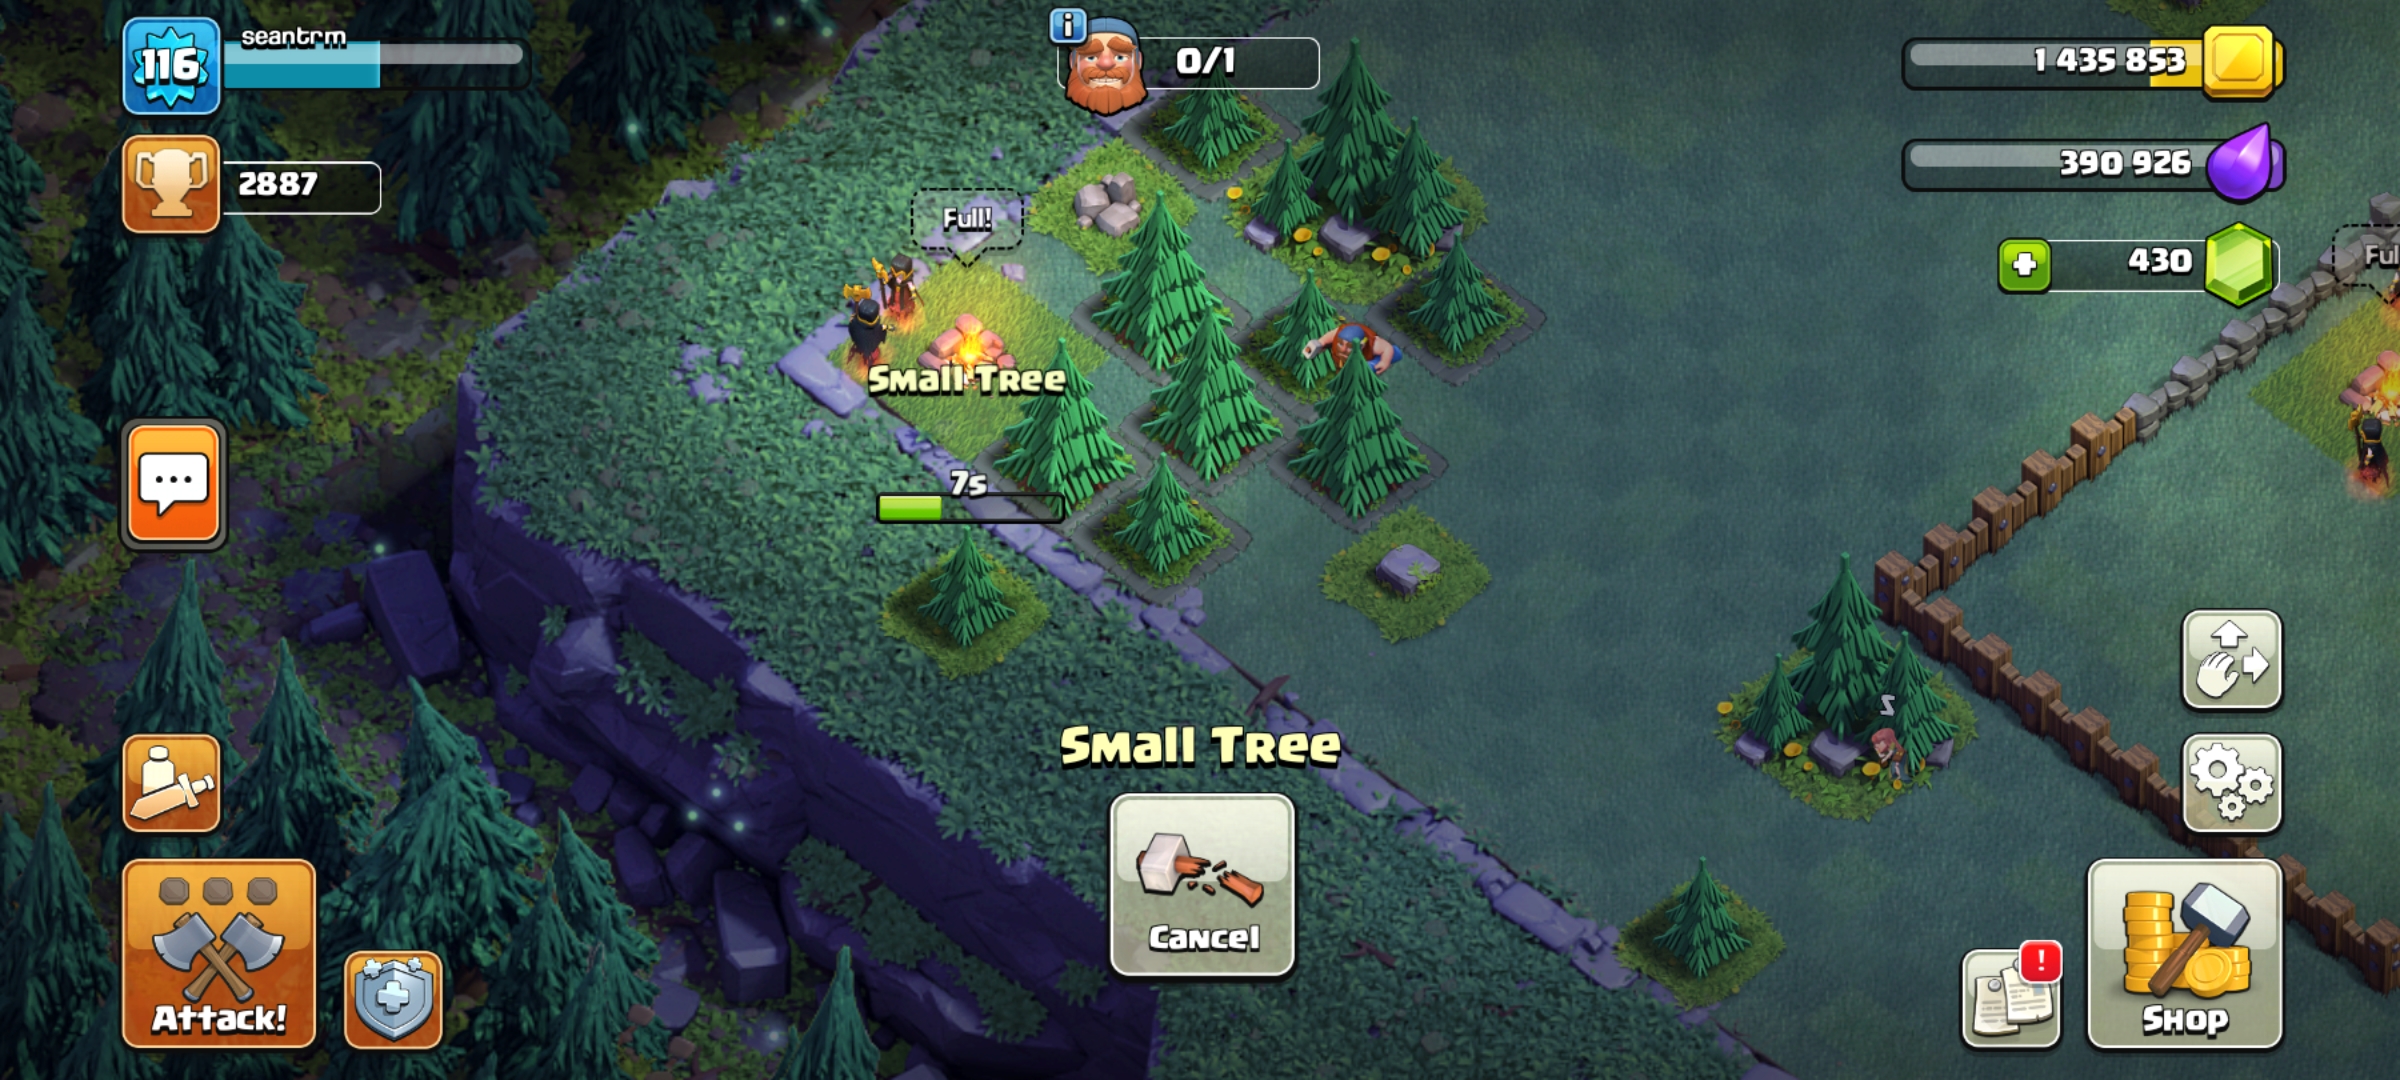 116
seantrm
0/1
1 435 853
2887
390 926
Full!
430
Small Tree
7s
Small Tree
Cancel
Attack!
!
Shop